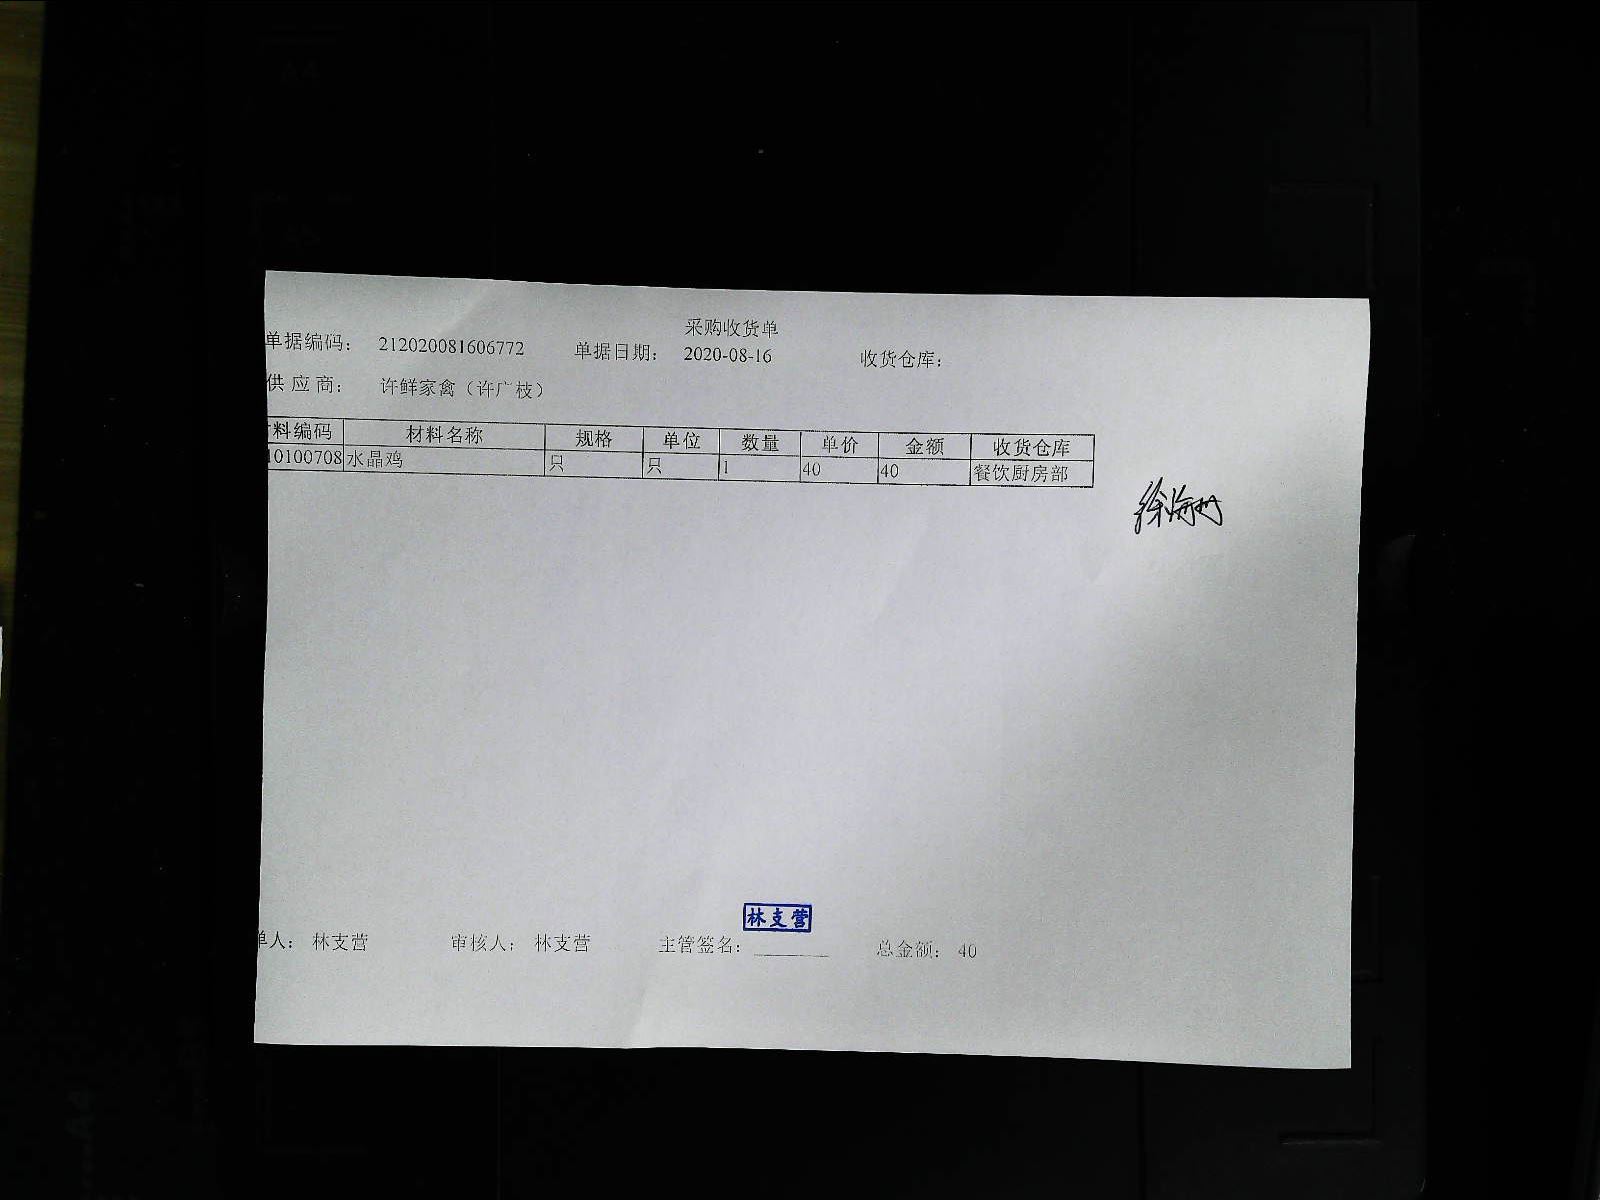 采购收货单
单据编码： 212020081606772 单据日期： 2020-08-16 收货仓库：
供 应 商： 许鲜家禽（许广枝）
料编码 材料名称 规格 单位 数量 单价 金额 收货仓库
10100708 水晶鸡 只 只 1 40 40 餐饮厨房部
林支营
单人： 林支营 审核人： 林支营 主管签名： 总金额： 40